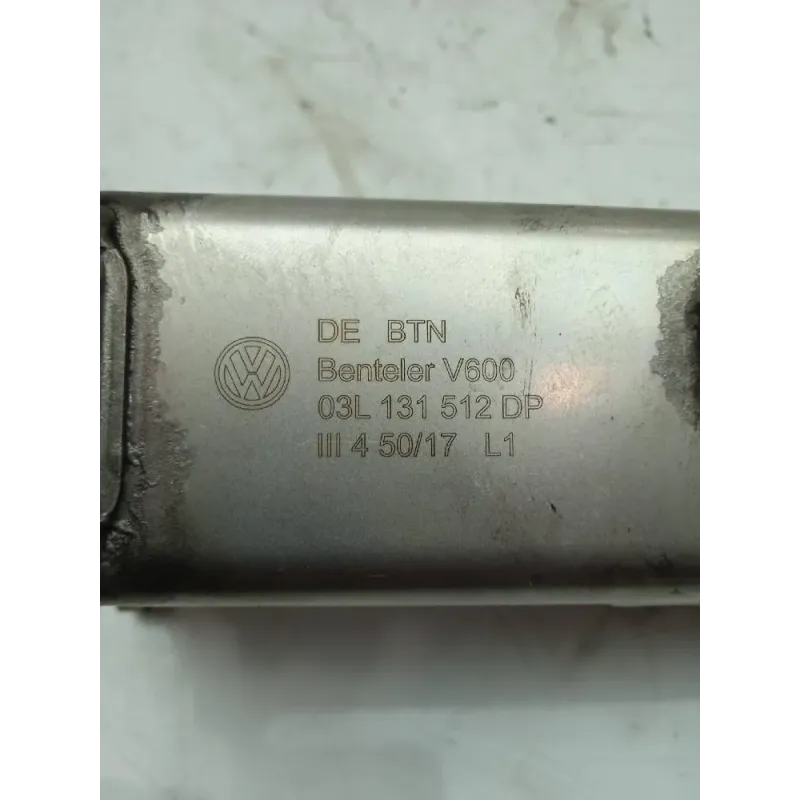 DE BTN
Benteler V600
03L 131 512 DP
III 4 50/17 L1